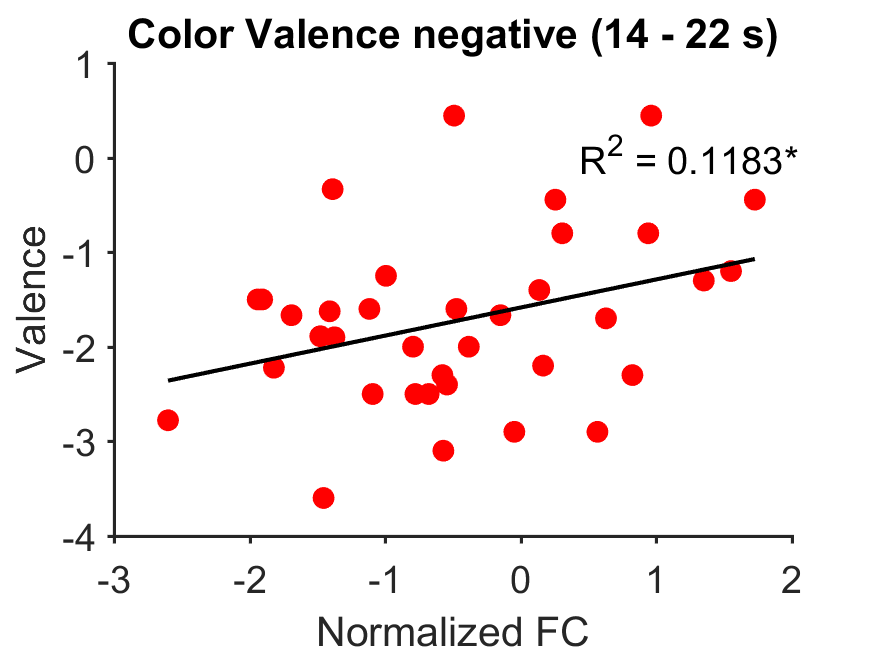 Color Valence negative (14 - 22 s)
1
0
-1
-2
-3
-4
Valence
R2 = 0.1183*
-3 -2 -1 0 1 2
Normalized FC